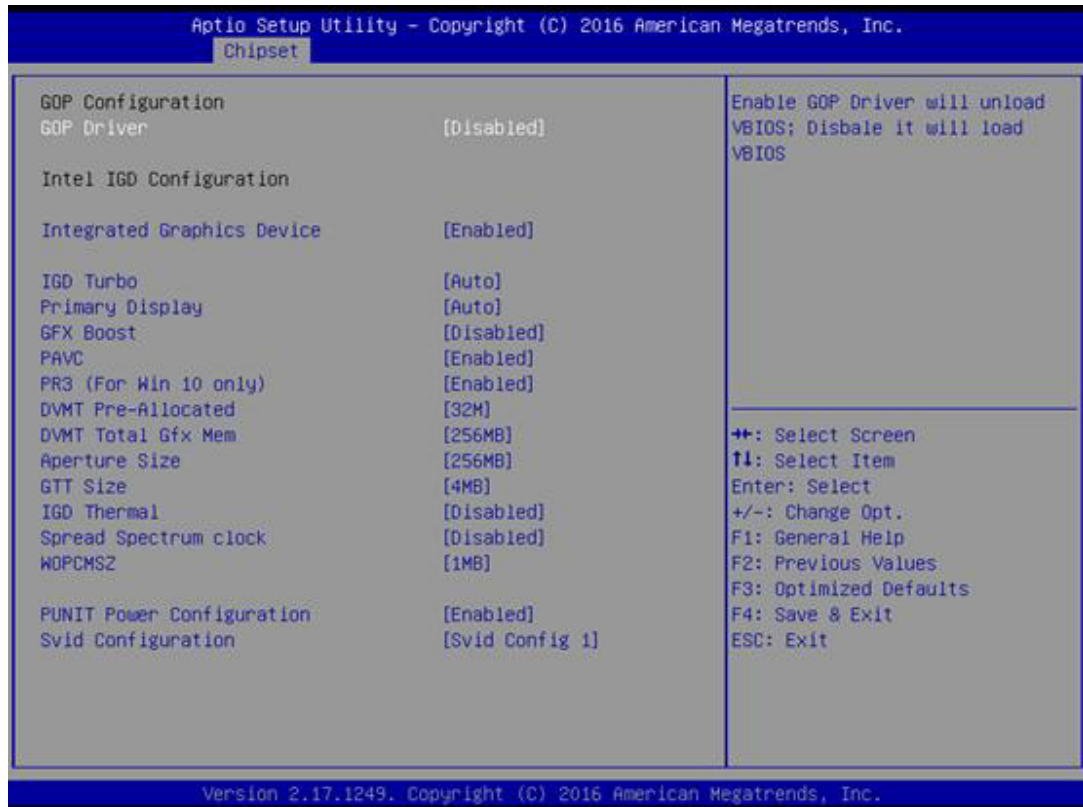 Aptio Setup Utility – Copyright (C) 2016 American Megatrends, Inc.
Chipset
GOP Configuration
GOP Driver [Disabled]
Intel IGD Configuration
Integrated Graphics Device [Enabled]
IGD Turbo [Auto]
Primary Display [Auto]
GFX Boost [Disabled]
PAVC [Enabled]
PR3 (For Win 10 only) [Enabled]
DVMT Pre-Allocated [32M]
DVMT Total Gfx Mem [256MB]
Aperture Size [256MB]
GTT Size [4MB]
IGD Thermal [Disabled]
Spread Spectrum clock [Disabled]
WOPCMSZ [1MB]
PUNIT Power Configuration [Enabled]
Svid Configuration [Svid Config 1]
Enable GOP Driver will unload
VBIOS; Disbale it will load
VBIOS
→←: Select Screen
↑↓: Select Item
Enter: Select
+/-: Change Opt.
F1: General Help
F2: Previous Values
F3: Optimized Defaults
F4: Save & Exit
ESC: Exit
Version 2.17.1249. Copyright (C) 2016 American Megatrends, Inc.